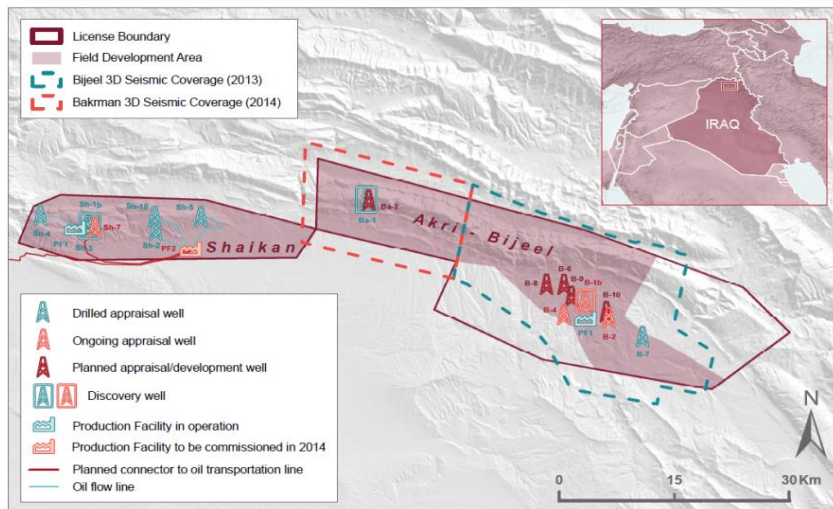 License Boundary
Field Development Area
Bijeel 3D Seismic Coverage (2013)
Bakrman 3D Seismic Coverage (2014)
IRAQ
Sh-1b
Sh-10
Sh-5
Sh-4
PF1
Sh-3
Sh-7
Sh-2
PF2
Shaikan
Ba-2
Ba-1
Akri - Bijeel
B-8
B-6
B-9
B-1b
B-10
B-4
PF1
B-2
B-7
Drilled appraisal well
Ongoing appraisal well
Planned appraisal/development well
Discovery well
Production Facility in operation
Production Facility to be commissioned in 2014
Planned connector to oil transportation line
Oil flow line
N
0 15 30 Km